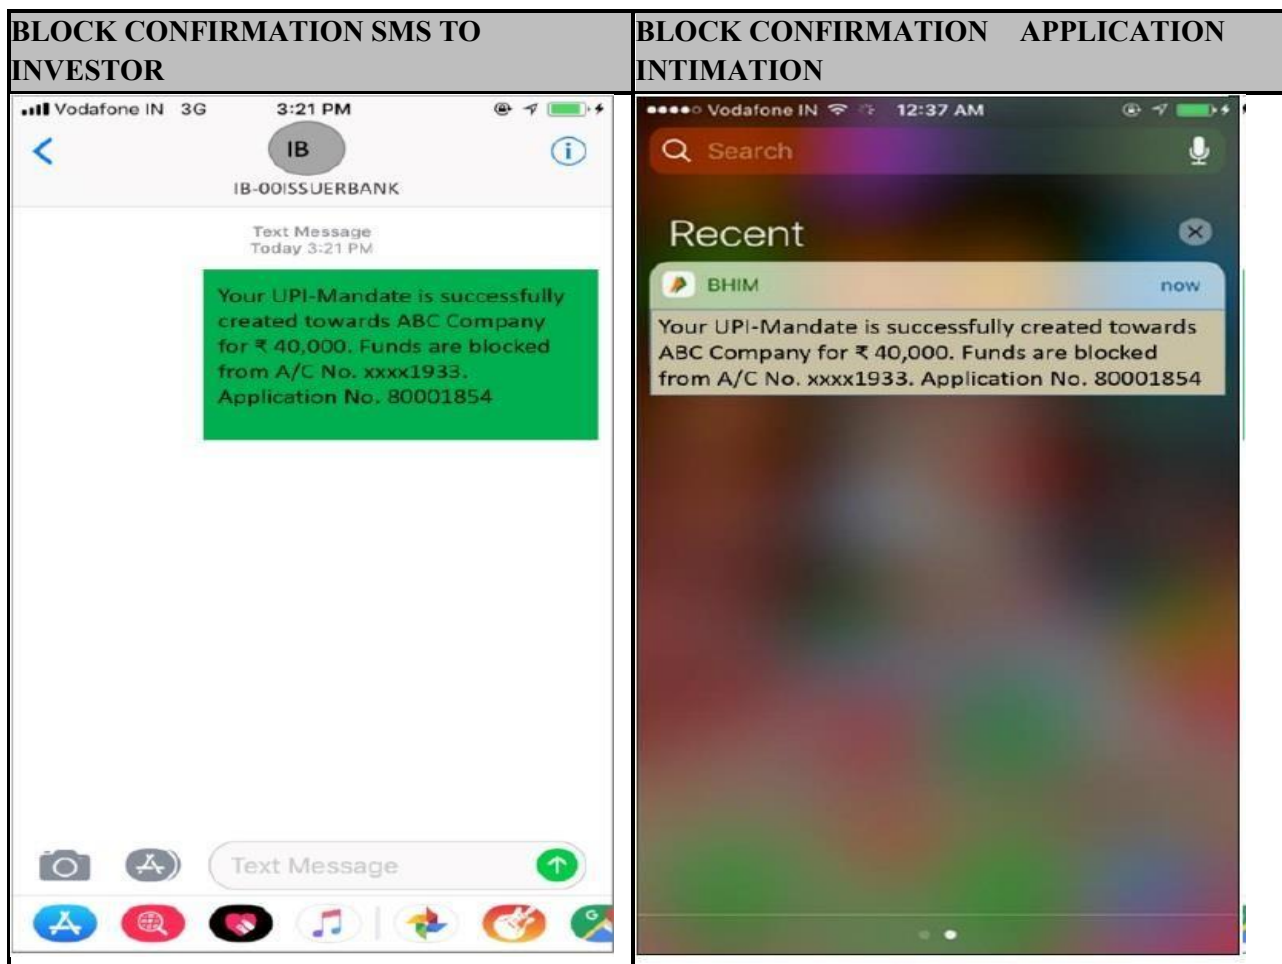 BLOCK CONFIRMATION SMS TO
INVESTOR
BLOCK CONFIRMATION APPLICATION
INTIMATION
Vodafone IN 3G 3:21 PM
IB
IB-00ISSUERBANK
Text Message
Today 3:21 PM
Your UPI-Mandate is successfully
created towards ABC Company
for ₹ 40,000. Funds are blocked
from A/C No. xxxx1933.
Application No. 80001854
Text Message
Vodafone IN 12:37 AM
Search
Recent
BHIM now
Your UPI-Mandate is successfully created towards
ABC Company for ₹ 40,000. Funds are blocked
from A/C No. xxxx1933. Application No. 80001854